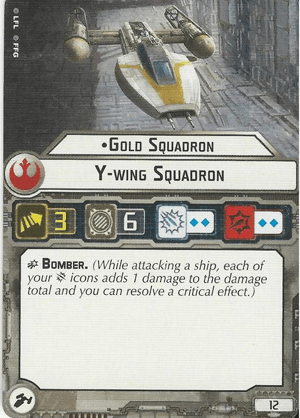 LFL FFG
•Gold Squadron
Y-wing Squadron
3 6
Bomber. (While attacking a ship, each of
your icons adds 1 damage to the damage
total and you can resolve a critical effect.)
12